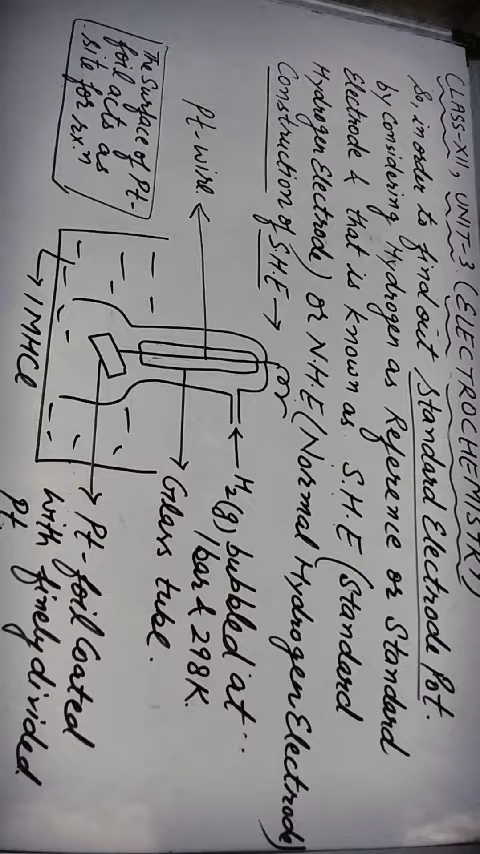 CLASS-XII, UNIT-3. (ELECTROCHEMISTRY)
So, in order to find out Standard Electrode Pot.
by considering Hydrogen as Reference or Standard
Electrode & that is known as S.H.E (Standard
Hydrogen Electrode) or N.H.E (Normal Hydrogen Electrode)
Construction of S.H.E →
Pt-wire.
H2(g) bubbled at..
1bar & 298K.
Glass tube.
The Surface of Pt-
foil acts as
site for rx.n
Pt-foil Coated
with finely divided
Pt.
1MHCl